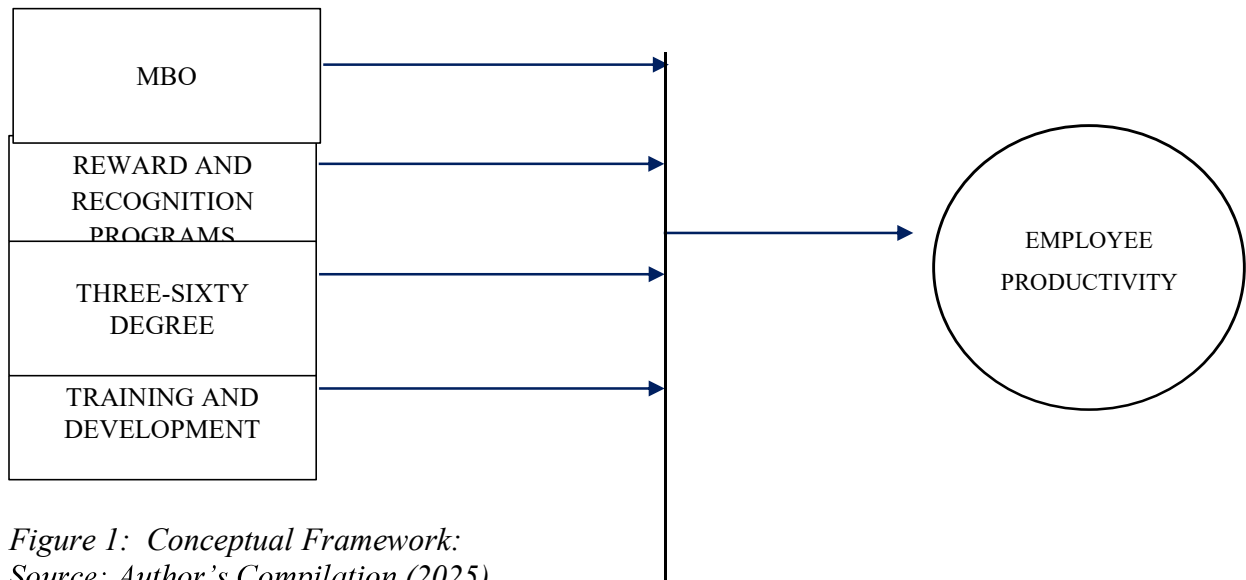 MBO
REWARD AND
RECOGNITION
PROGRAMS
THREE-SIXTY
DEGREE
TRAINING AND
DEVELOPMENT
EMPLOYEE
PRODUCTIVITY
Figure 1: Conceptual Framework:
Source: Author’s Compilation (2025)